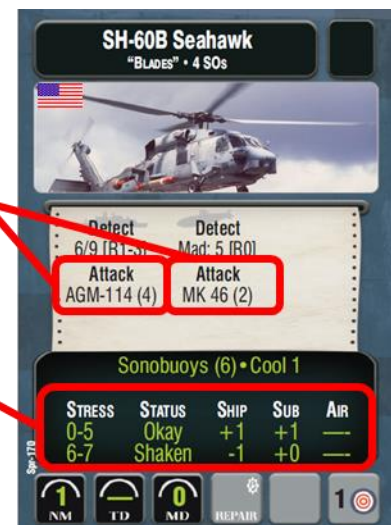 SH-60B Seahawk
"BLADES" • 4 SOs
Detect Detect
6/9 [R1-3] Mad: 5 [R0]
Attack Attack
AGM-114 (4) MK 46 (2)
Sonobuoys (6) • Cool 1
STRESS STATUS SHIP SUB AIR
0-5 Okay +1 +1 —
6-7 Shaken -1 +0 —
Spr-170
1 — 0 1
NM TD MD REPAIR